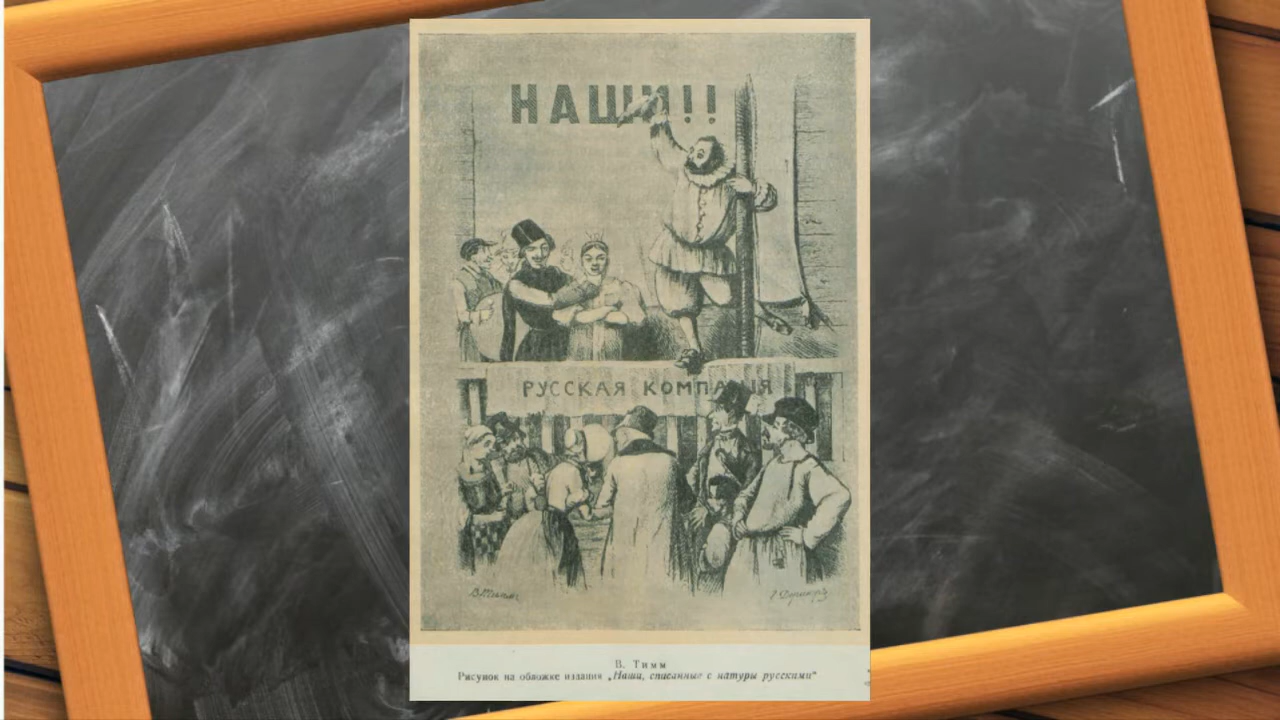 НАШИ!!
РУССКАЯ КОМПАНІЯ
В. Тимм
Рисунок на обложке издания „Наши, списанные с натуры русскими“